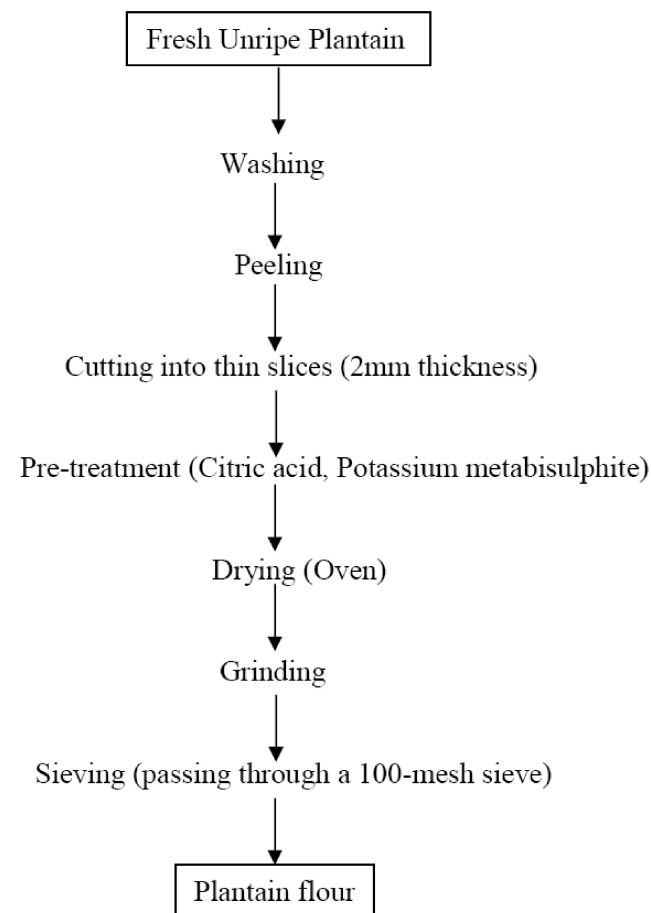 Fresh Unripe Plantain
Washing
Peeling
Cutting into thin slices (2mm thickness)
Pre-treatment (Citric acid, Potassium metabisulphite)
Drying (Oven)
Grinding
Sieving (passing through a 100-mesh sieve)
Plantain flour